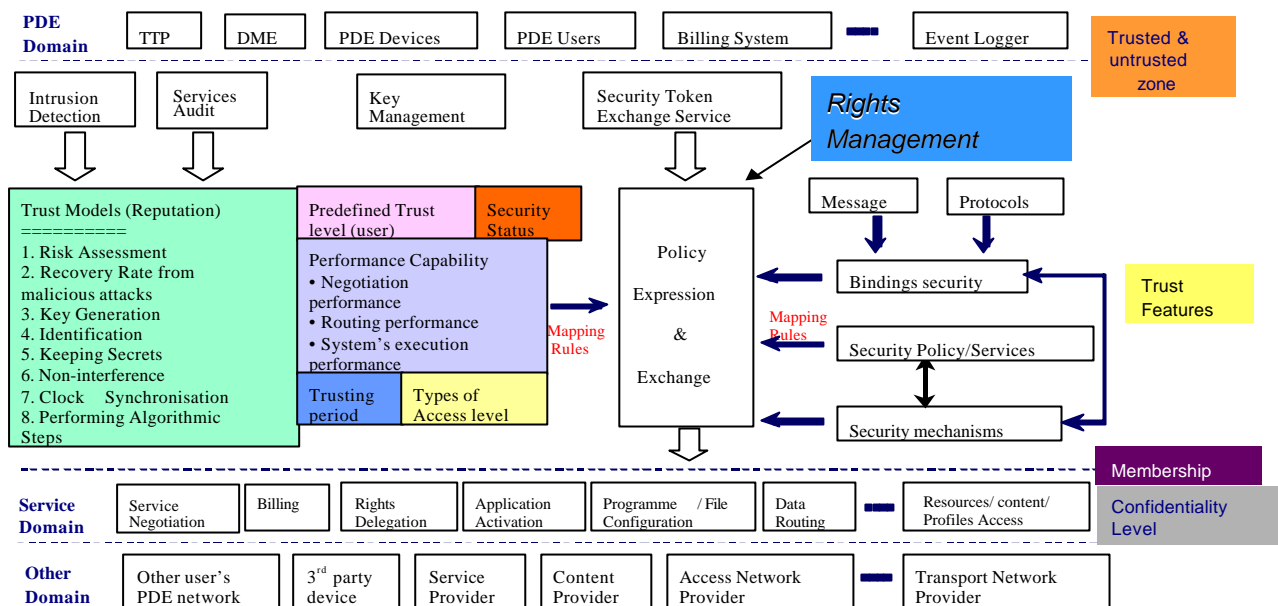 PDE
Domain
TTP
DME
PDE Devices
PDE Users
Billing System
Event Logger
Trusted &
untrusted
zone
Intrusion
Detection
Services
Audit
Key
Management
Security Token
Exchange Service
Rights
Management
Trust Models (Reputation)
==========
1. Risk Assessment
2. Recovery Rate from
malicious attacks
3. Key Generation
4. Identification
5. Keeping Secrets
6. Non-interference
7. Clock Synchronisation
8. Performing Algorithmic
Steps
Predefined Trust
level (user)
Security
Status
Performance Capability
• Negotiation
performance
• Routing performance
• System's execution
performance
Trusting
period
Types of
Access level
Mapping
Rules
Policy
Expression
&
Exchange
Mapping
Rules
Message
Protocols
Bindings security
Security Policy/Services
Security mechanisms
Trust
Features
Membership
Confidentiality
Level
Service
Domain
Service
Negotiation
Billing
Rights
Delegation
Application
Activation
Programme / File
Configuration
Data
Routing
Resources/ content/
Profiles Access
Other
Domain
Other user's
PDE network
3rd party
device
Service
Provider
Content
Provider
Access Network
Provider
Transport Network
Provider